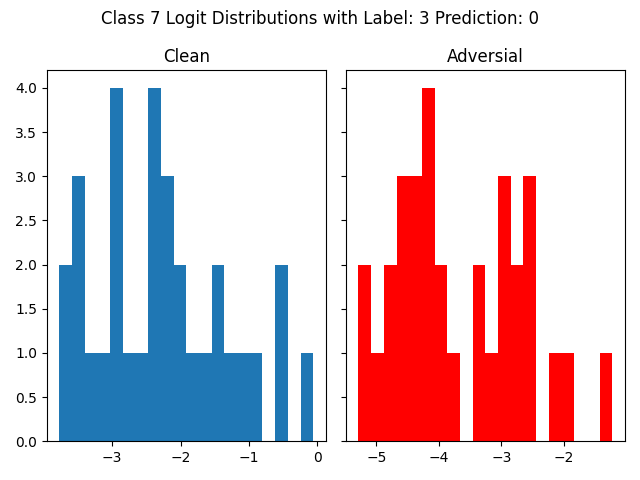 Class 7 Logit Distributions with Label: 3 Prediction: 0
Clean
Adversial
4.0
3.5
3.0
2.5
2.0
1.5
1.0
0.5
0.0
−3 −2 −1 0
−5 −4 −3 −2